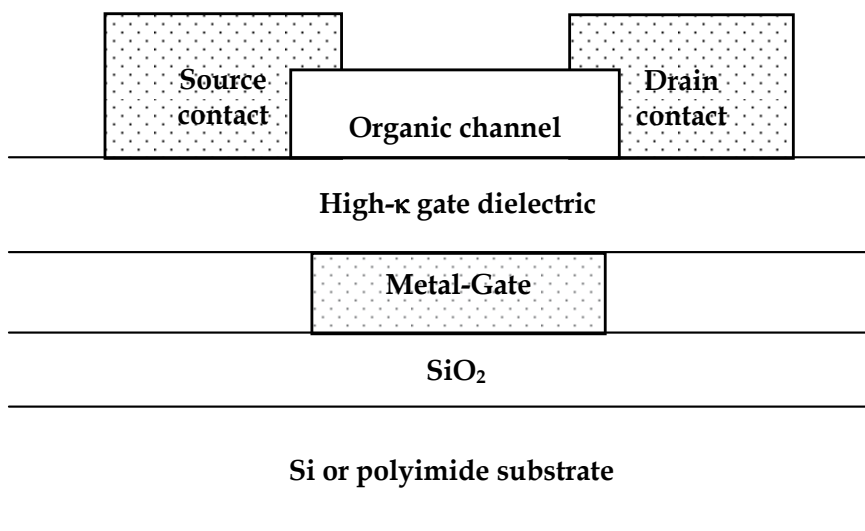 Source
contact
Drain
contact
Organic channel
High-κ gate dielectric
Metal-Gate
SiO₂
Si or polyimide substrate